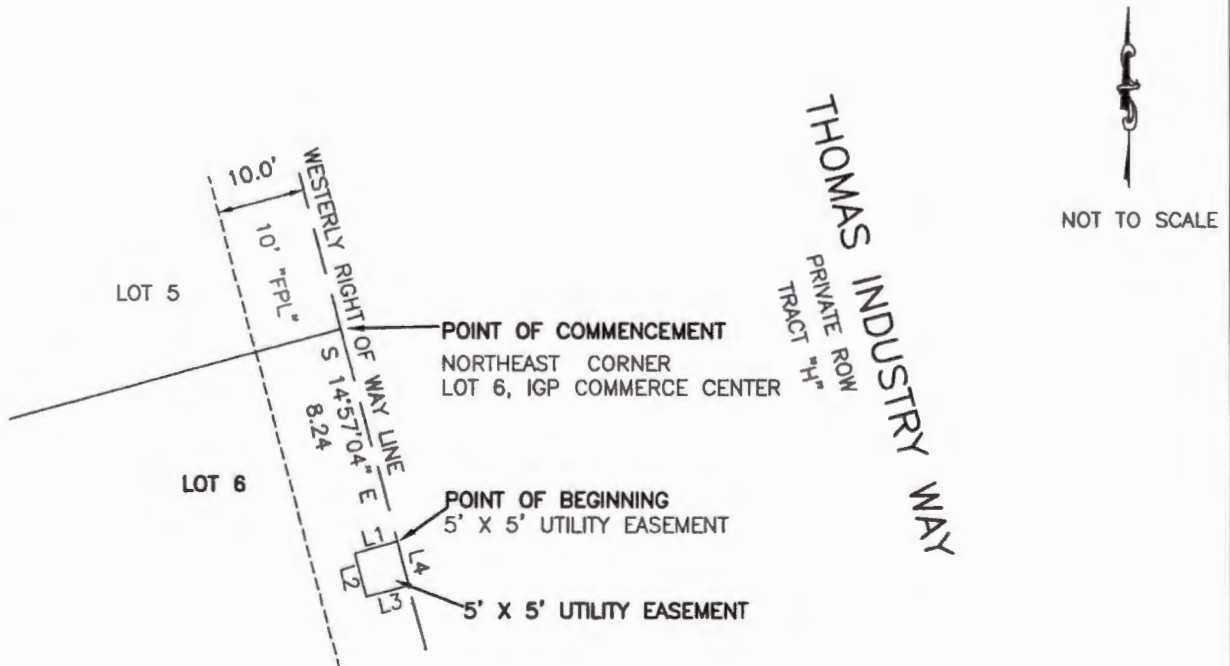 THOMAS INDUSTRY WAY
PRIVATE ROW
TRACT "H"
NOT TO SCALE
10.0'
WESTERLY RIGHT OF WAY LINE
10' "FPL"
LOT 5
POINT OF COMMENCEMENT
NORTHEAST CORNER
LOT 6, IGP COMMERCE CENTER
S 14°57'04" E
8.24
LOT 6
POINT OF BEGINNING
5' X 5' UTILITY EASEMENT
L1
L4
L2
L3
5' X 5' UTILITY EASEMENT